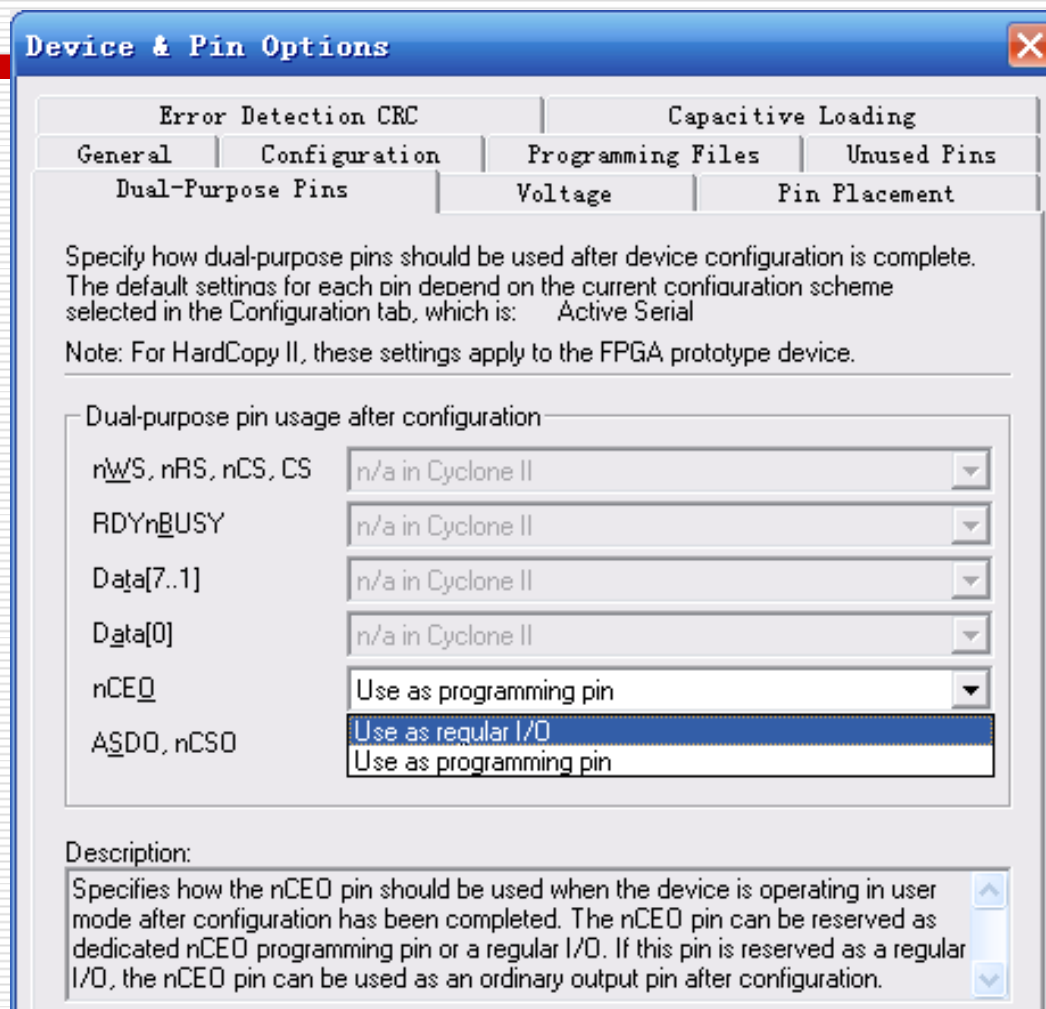 Device & Pin Options
Error Detection CRC
Capacitive Loading
General
Configuration
Programming Files
Unused Pins
Dual-Purpose Pins
Voltage
Pin Placement
Specify how dual-purpose pins should be used after device configuration is complete.
The default settings for each pin depend on the current configuration scheme
selected in the Configuration tab, which is: Active Serial
Note: For HardCopy II, these settings apply to the FPGA prototype device.
Dual-purpose pin usage after configuration
nWS, nRS, nCS, CS n/a in Cyclone II
RDYnBUSY n/a in Cyclone II
Data[7..1] n/a in Cyclone II
Data[0] n/a in Cyclone II
nCEO Use as programming pin
Use as regular I/O
ASDO, nCSO
Use as programming pin
Description:
Specifies how the nCEO pin should be used when the device is operating in user
mode after configuration has been completed. The nCEO pin can be reserved as
dedicated nCEO programming pin or a regular I/O. If this pin is reserved as a regular
I/O, the nCEO pin can be used as an ordinary output pin after configuration.